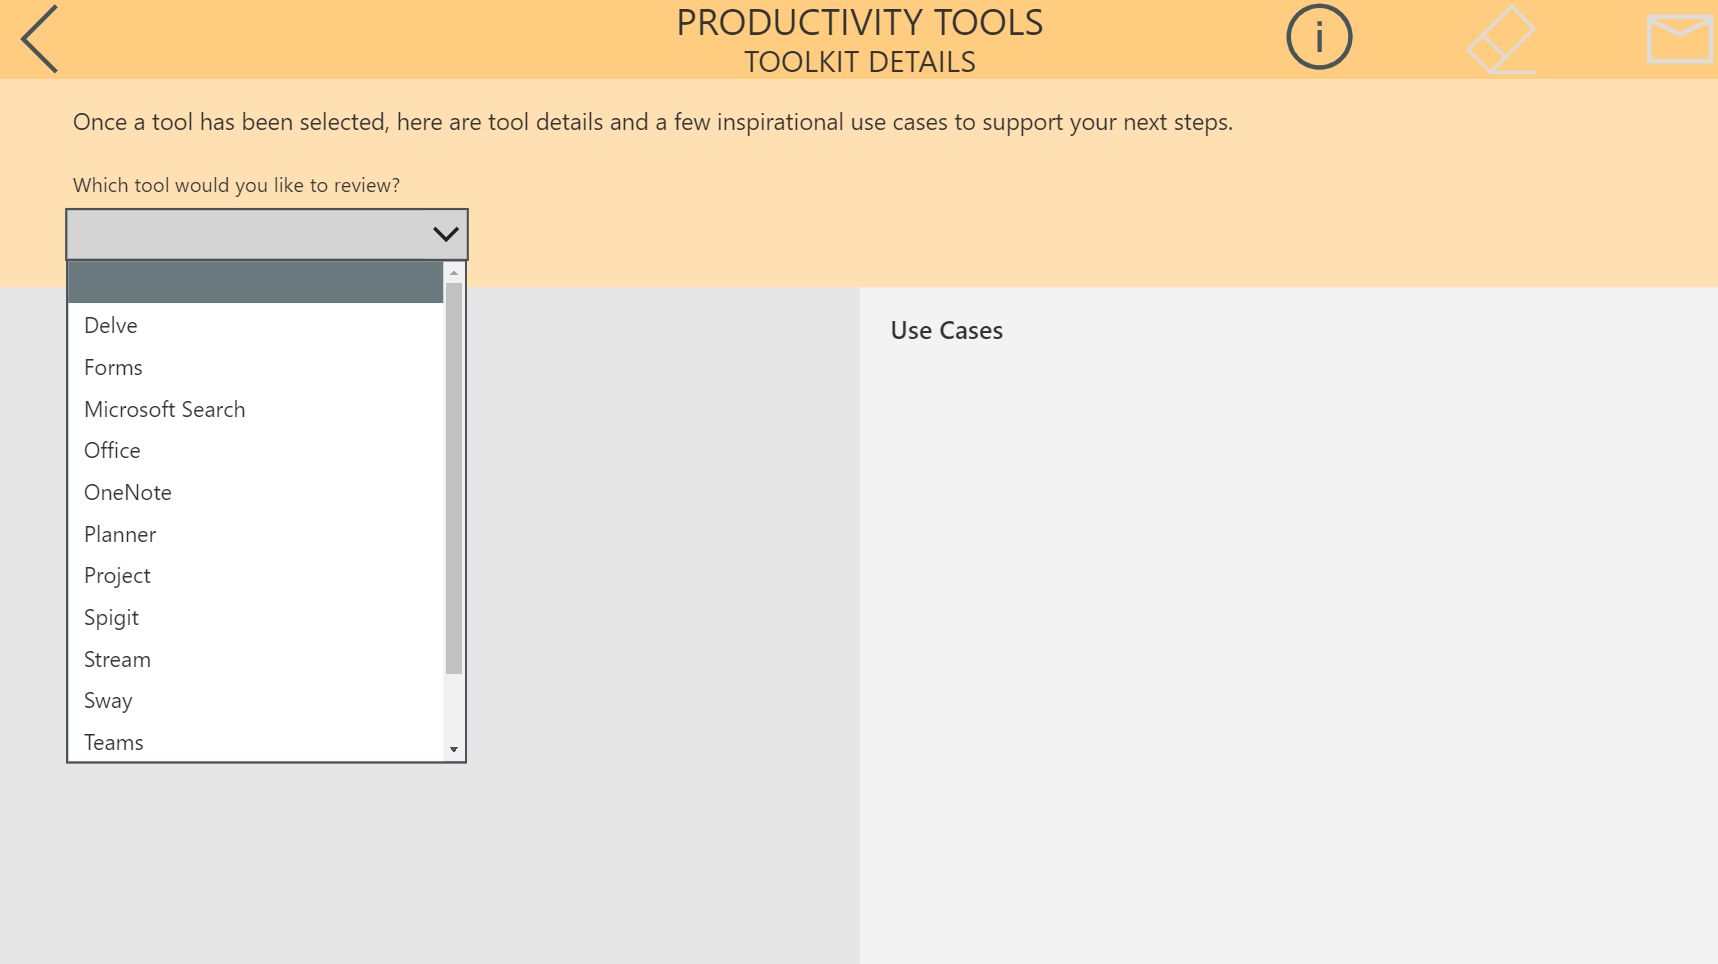 PRODUCTIVITY TOOLS
TOOLKIT DETAILS
i
Once a tool has been selected, here are tool details and a few inspirational use cases to support your next steps.
Which tool would you like to review?
Delve
Forms
Microsoft Search
Office
OneNote
Planner
Project
Spigit
Stream
Sway
Teams
Use Cases